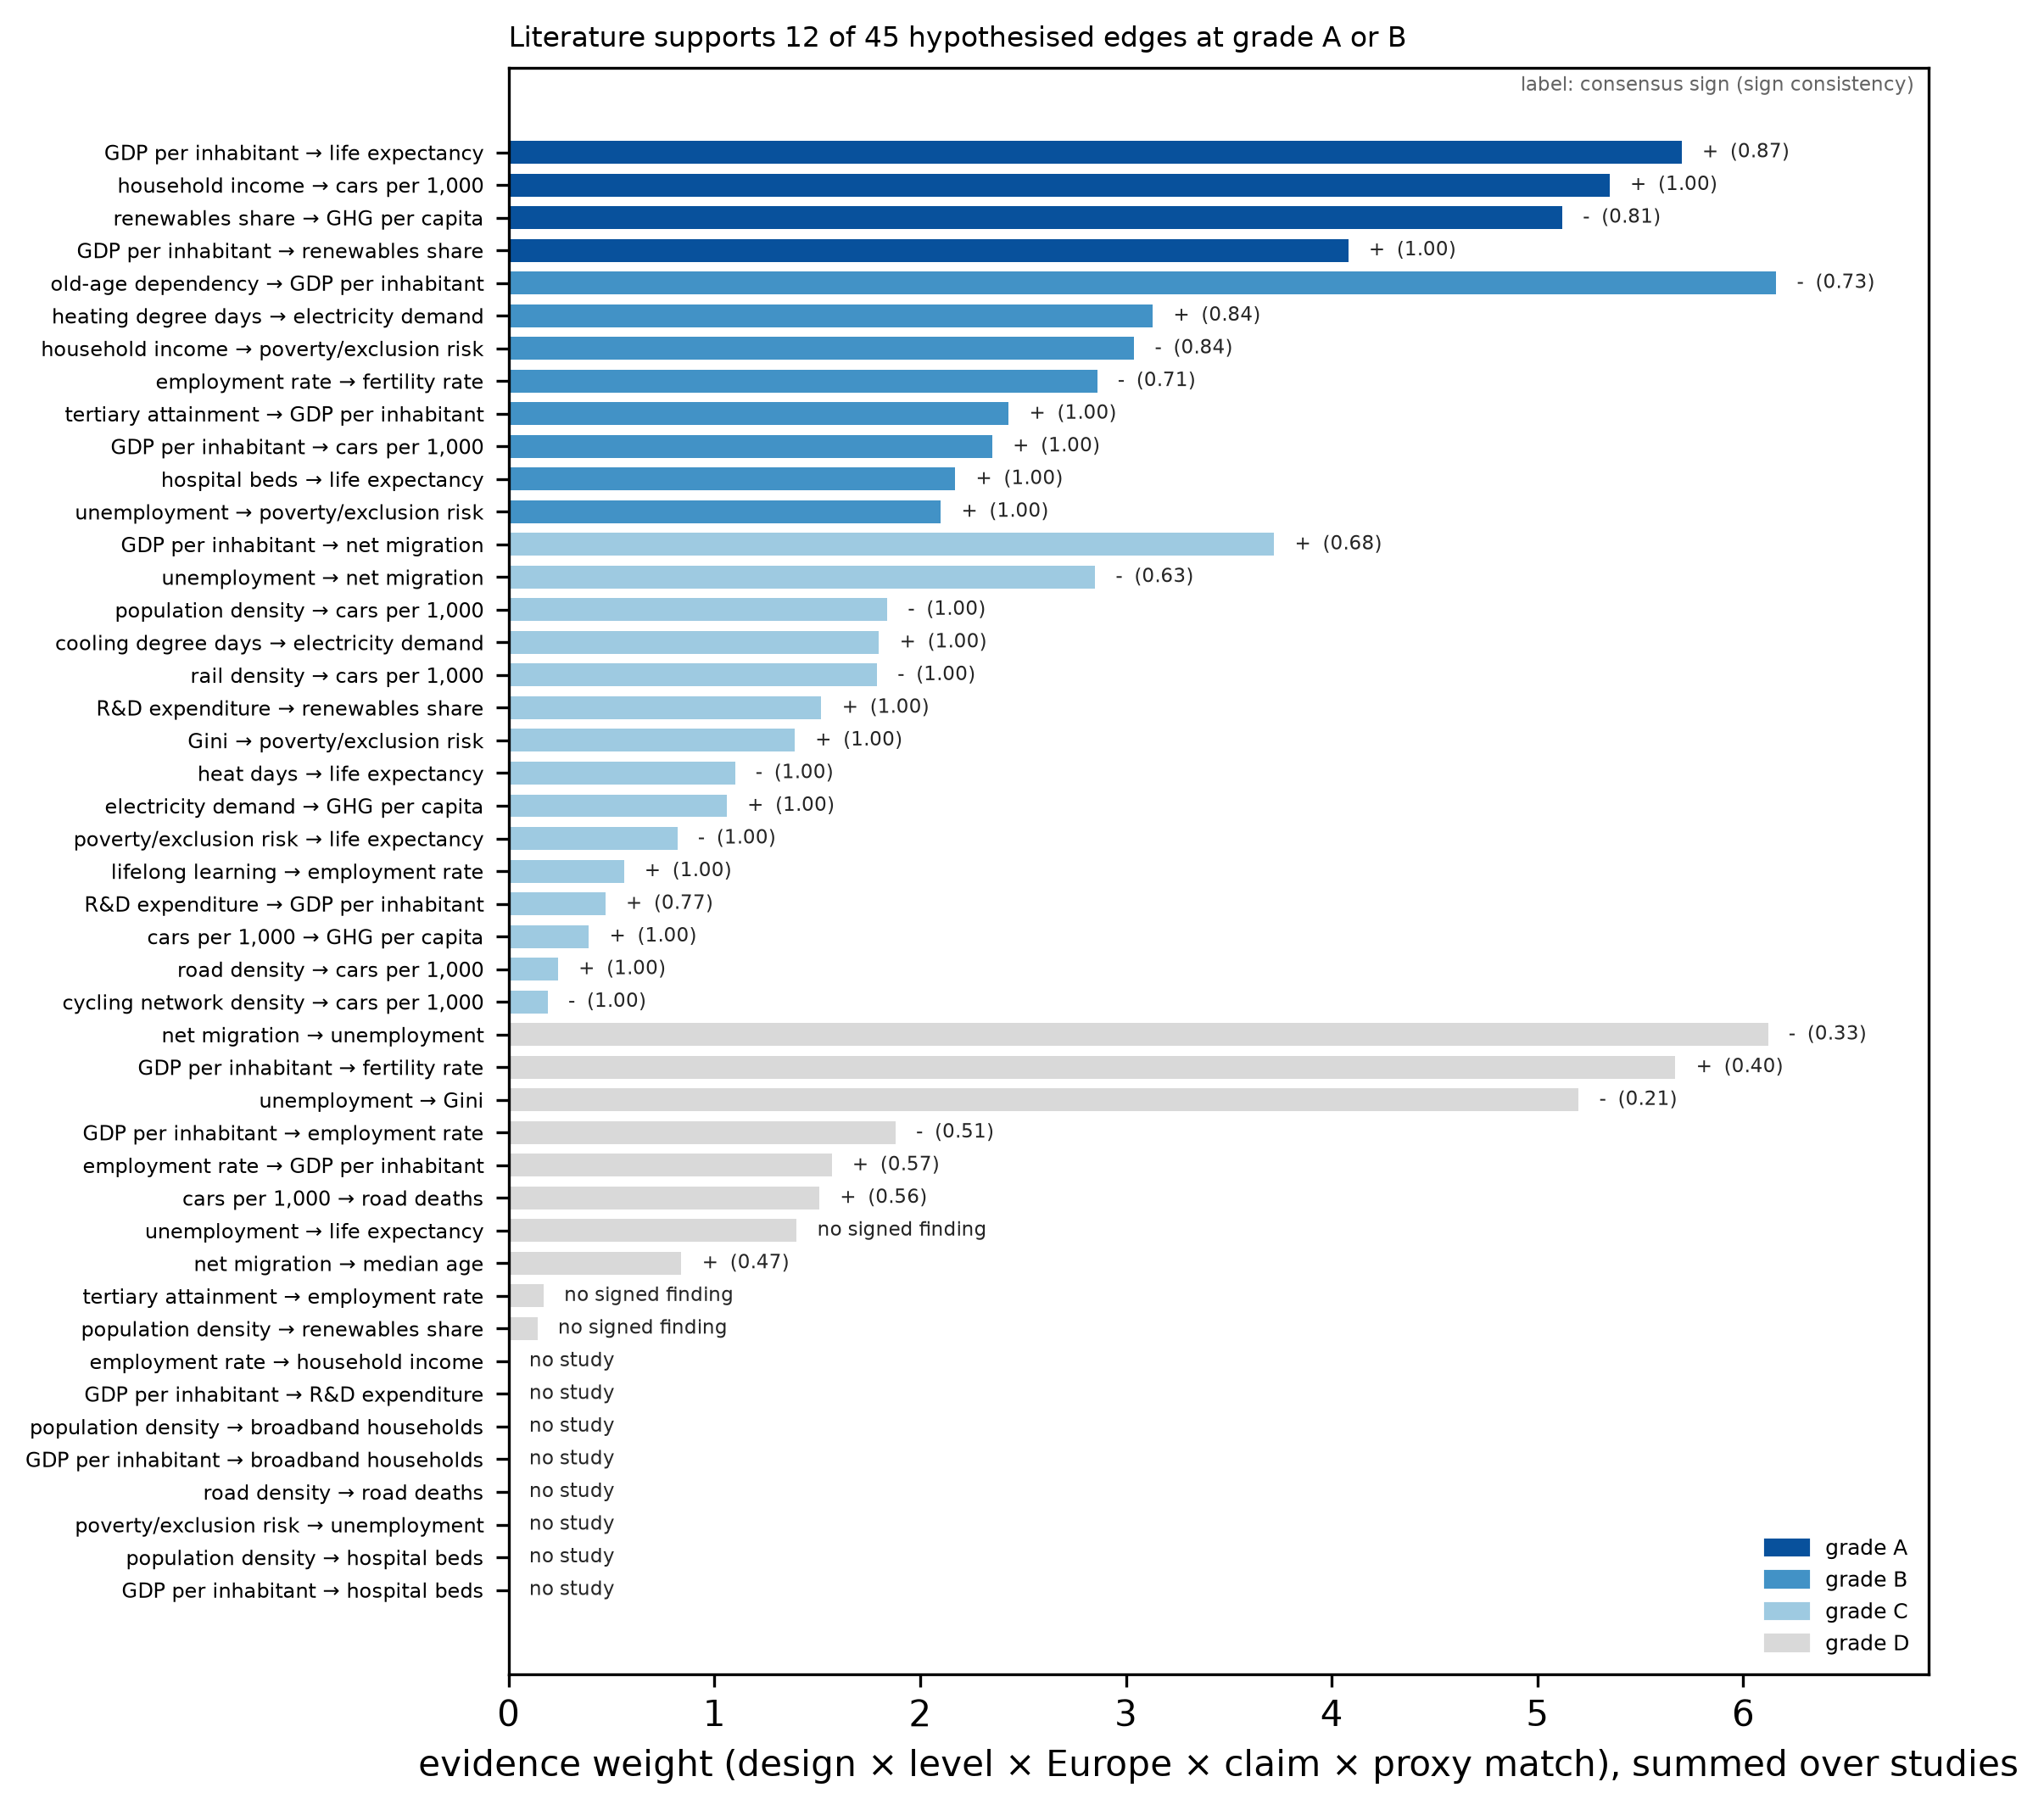 Literature supports 12 of 45 hypothesised edges at grade A or B
label: consensus sign (sign consistency)
GDP per inhabitant → life expectancy + (0.87)
household income → cars per 1,000 + (1.00)
renewables share → GHG per capita - (0.81)
GDP per inhabitant → renewables share + (1.00)
old-age dependency → GDP per inhabitant - (0.73)
heating degree days → electricity demand + (0.84)
household income → poverty/exclusion risk - (0.84)
employment rate → fertility rate - (0.71)
tertiary attainment → GDP per inhabitant + (1.00)
GDP per inhabitant → cars per 1,000 + (1.00)
hospital beds → life expectancy + (1.00)
unemployment → poverty/exclusion risk + (1.00)
GDP per inhabitant → net migration + (0.68)
unemployment → net migration - (0.63)
population density → cars per 1,000 - (1.00)
cooling degree days → electricity demand + (1.00)
rail density → cars per 1,000 - (1.00)
R&D expenditure → renewables share + (1.00)
Gini → poverty/exclusion risk + (1.00)
heat days → life expectancy - (1.00)
electricity demand → GHG per capita + (1.00)
poverty/exclusion risk → life expectancy - (1.00)
lifelong learning → employment rate + (1.00)
R&D expenditure → GDP per inhabitant + (0.77)
cars per 1,000 → GHG per capita + (1.00)
road density → cars per 1,000 + (1.00)
cycling network density → cars per 1,000 - (1.00)
net migration → unemployment - (0.33)
GDP per inhabitant → fertility rate + (0.40)
unemployment → Gini - (0.21)
GDP per inhabitant → employment rate - (0.51)
employment rate → GDP per inhabitant + (0.57)
cars per 1,000 → road deaths + (0.56)
unemployment → life expectancy no signed finding
net migration → median age + (0.47)
tertiary attainment → employment rate no signed finding
population density → renewables share no signed finding
employment rate → household income no study
GDP per inhabitant → R&D expenditure no study
population density → broadband households no study
GDP per inhabitant → broadband households no study
road density → road deaths no study
poverty/exclusion risk → unemployment no study
population density → hospital beds no study
GDP per inhabitant → hospital beds no study
grade A
grade B
grade C
grade D
0 1 2 3 4 5 6
evidence weight (design × level × Europe × claim × proxy match), summed over studies